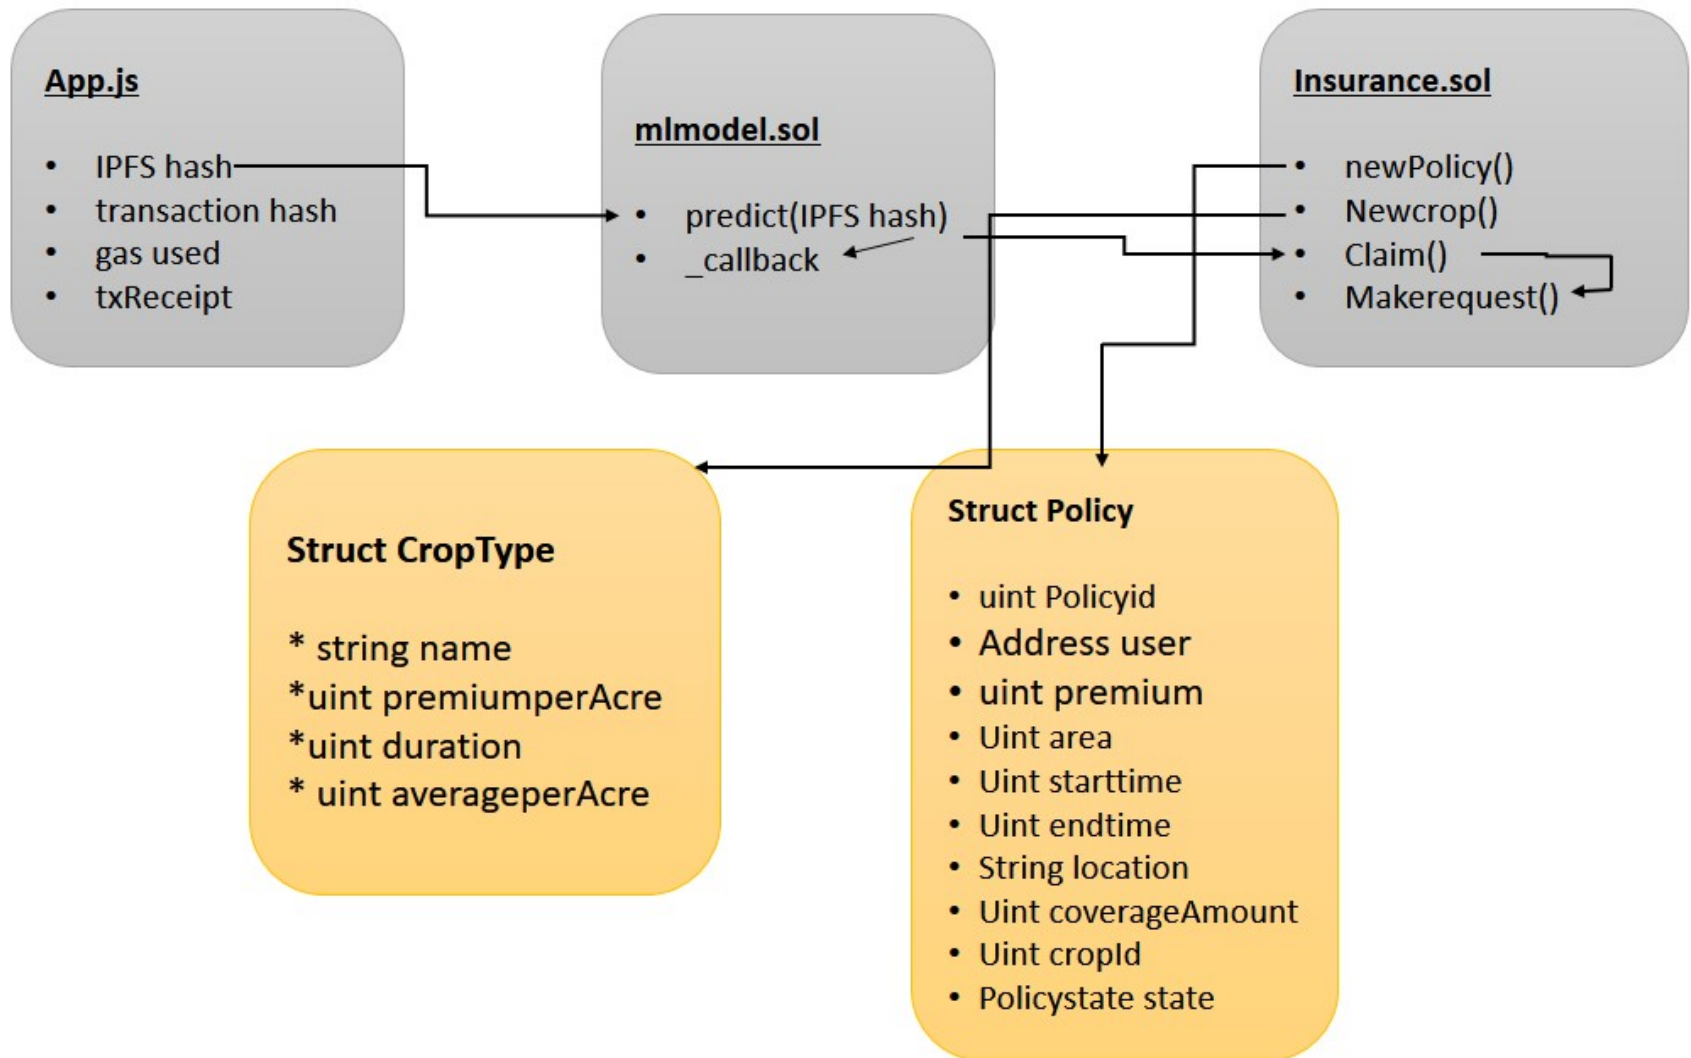 App.js
• IPFS hash
• transaction hash
• gas used
• txReceipt
mlmodel.sol
• predict(IPFS hash)
• _callback
Insurance.sol
• newPolicy()
• Newcrop()
• Claim()
• Makerequest()
Struct CropType
* string name
*uint premiumperAcre
*uint duration
* uint averageperAcre
Struct Policy
• uint Policyid
• Address user
• uint premium
• Uint area
• Uint starttime
• Uint endtime
• String location
• Uint coverageAmount
• Uint cropId
• Policystate state